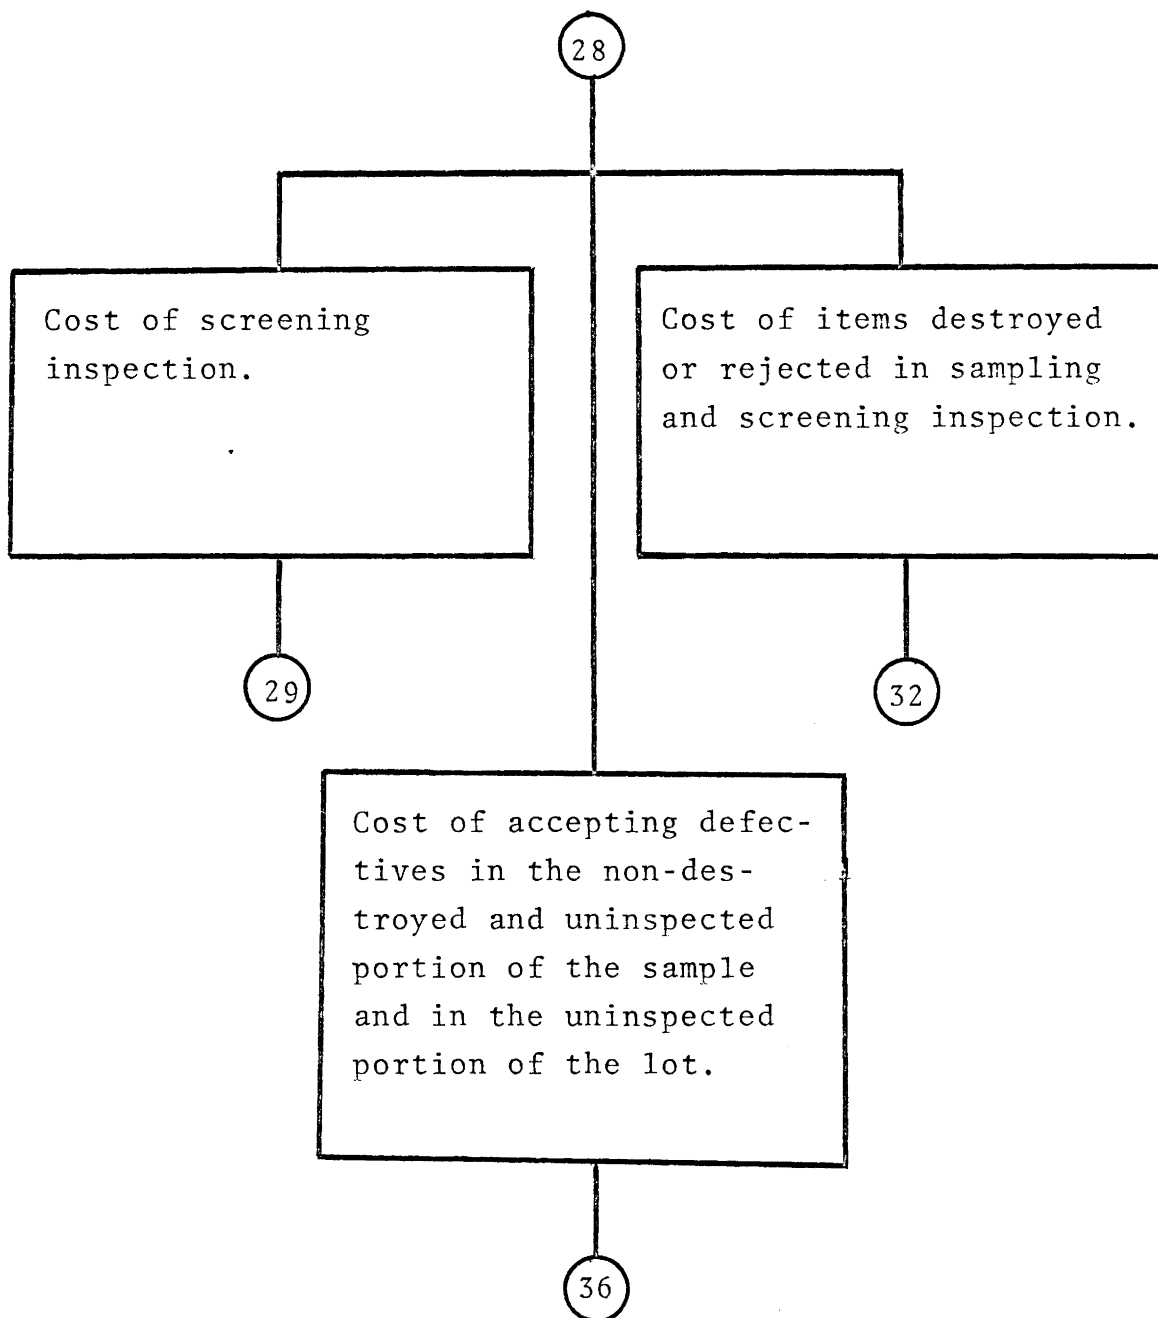 28
Cost of screening
inspection.
Cost of items destroyed
or rejected in sampling
and screening inspection.
29
32
Cost of accepting defec-
tives in the non-des-
troyed and uninspected
portion of the sample
and in the uninspected
portion of the lot.
36